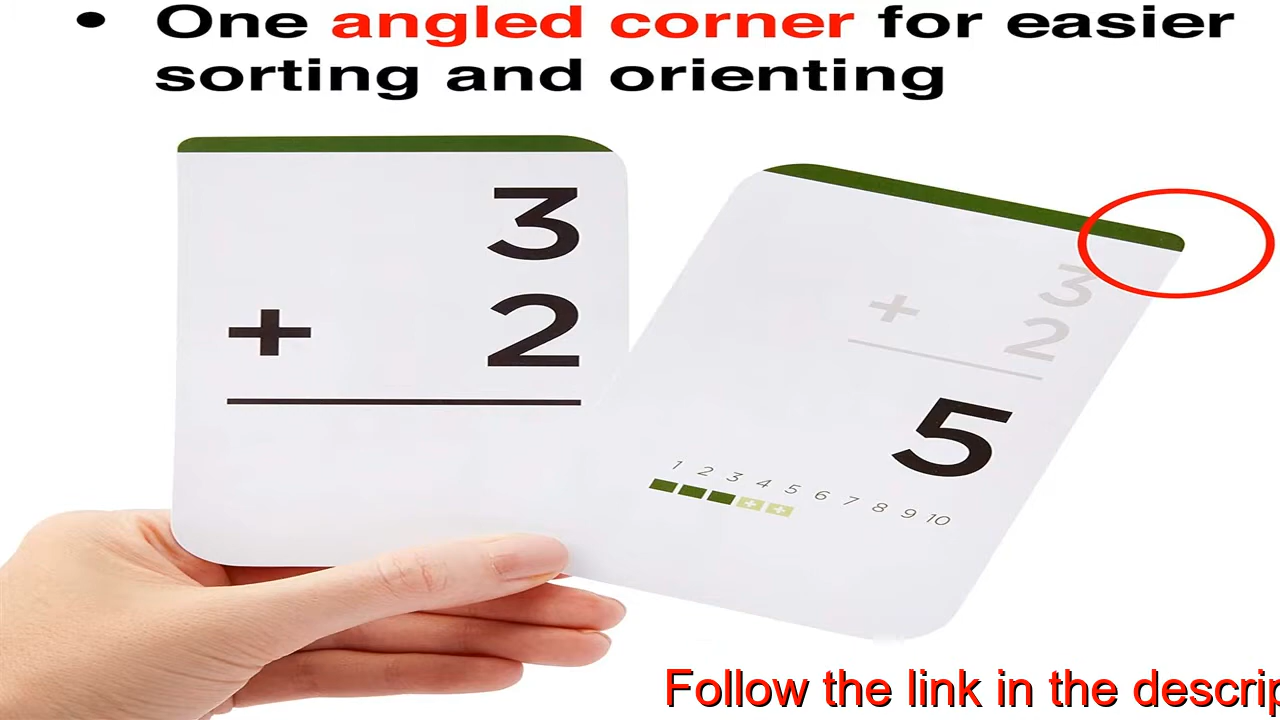 • One angled corner for easier
sorting and orienting
3
+ 2
3
+ 2
5
1 2 3 4 5 6 7 8 9 10
+ +
Follow the link in the descrip